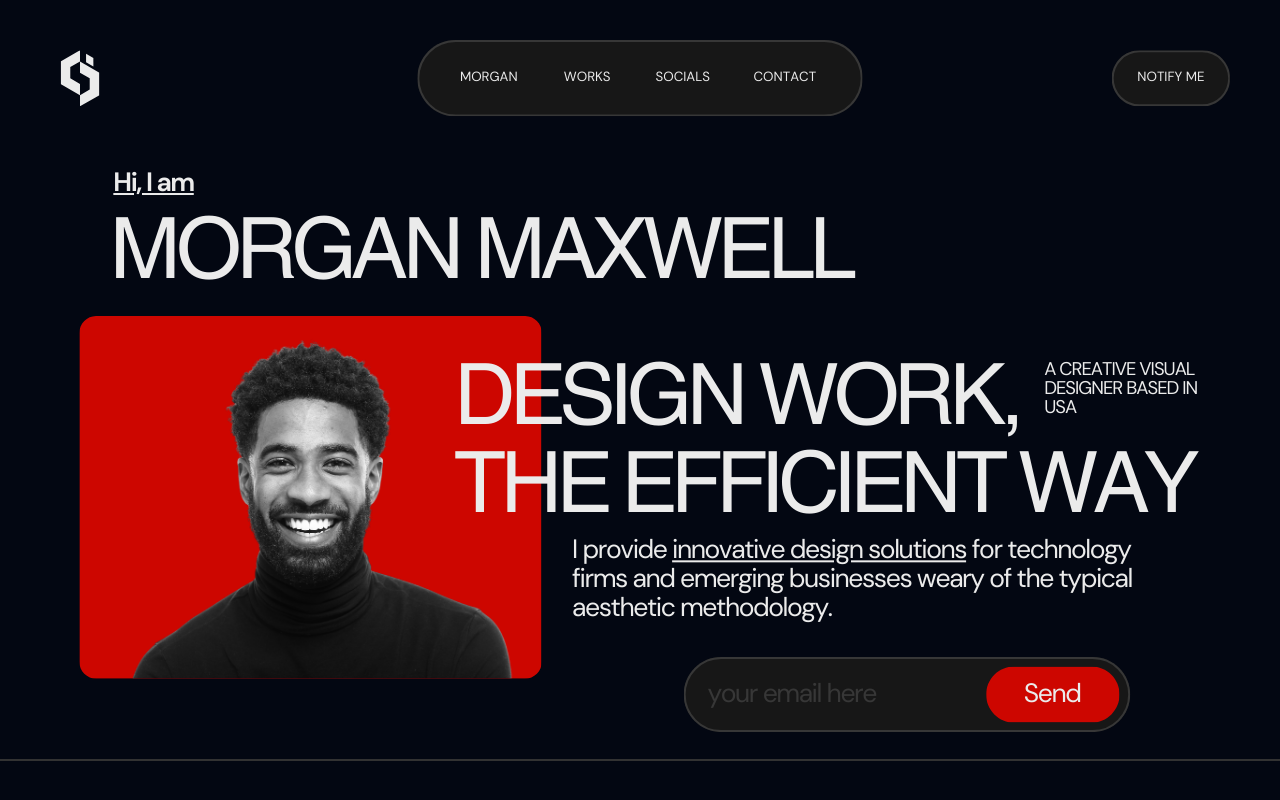 MORGAN
WORKS
SOCIALS
CONTACT
NOTIFY ME
Hi, I am
MORGAN MAXWELL
DESIGN WORK,
THE EFFICIENT WAY
A CREATIVE VISUAL
DESIGNER BASED IN
USA
I provide innovative design solutions for technology
firms and emerging businesses weary of the typical
aesthetic methodology.
your email here
Send